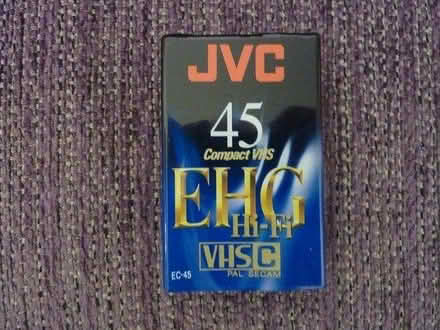 JVC
45
Compact VHS
EHG
Hi-Fi
VHS C
PAL SECAM
EC-45